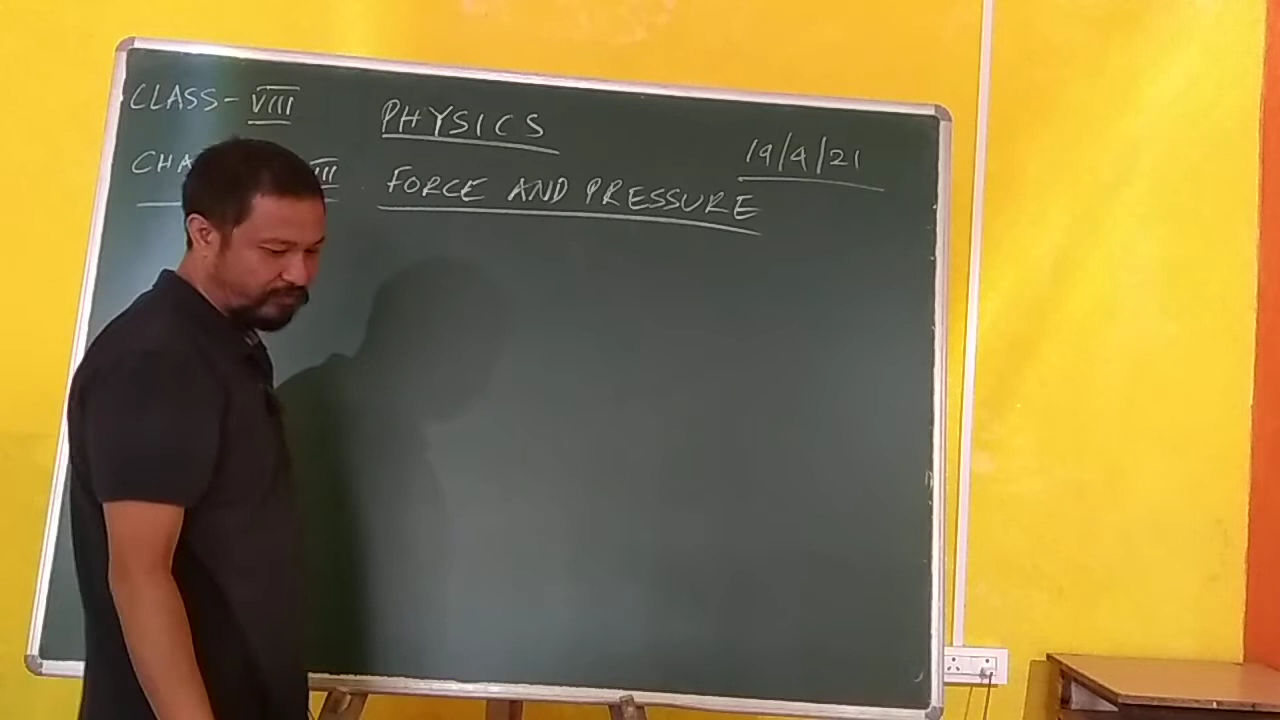 CLASS - VIII
PHYSICS
19/4/21
FORCE AND PRESSURE